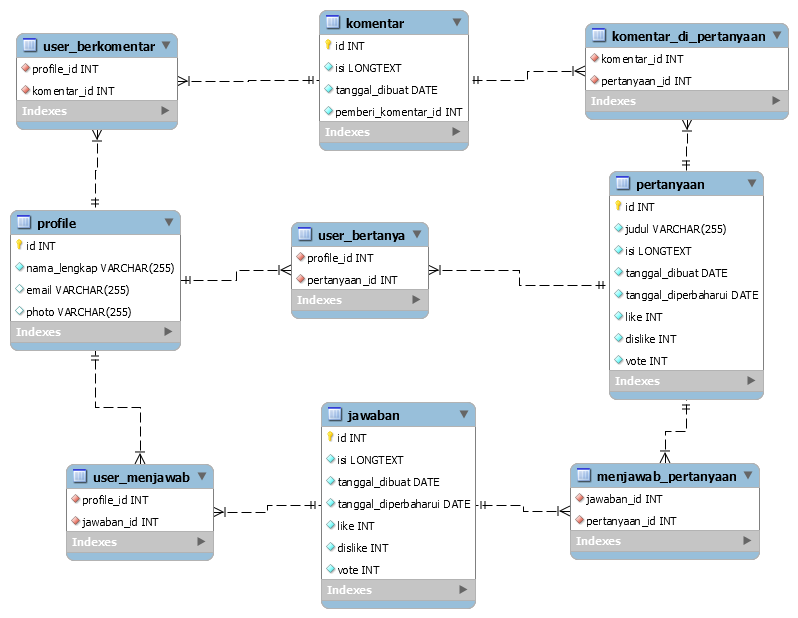 user_berkomentar
profile_id INT
komentar_id INT
Indexes
komentar
id INT
isi LONGTEXT
tanggal_dibuat DATE
pemberi_komentar_id INT
Indexes
komentar_di_pertanyaan
komentar_id INT
pertanyaan_id INT
Indexes
profile
id INT
nama_lengkap VARCHAR(255)
email VARCHAR(255)
photo VARCHAR(255)
Indexes
user_bertanya
profile_id INT
pertanyaan_id INT
Indexes
pertanyaan
id INT
judul VARCHAR(255)
isi LONGTEXT
tanggal_dibuat DATE
tanggal_diperbaharui DATE
like INT
dislike INT
vote INT
Indexes
user_menjawab
profile_id INT
jawaban_id INT
Indexes
jawaban
id INT
isi LONGTEXT
tanggal_dibuat DATE
tanggal_diperbaharui DATE
like INT
dislike INT
vote INT
Indexes
menjawab_pertanyaan
jawaban_id INT
pertanyaan_id INT
Indexes